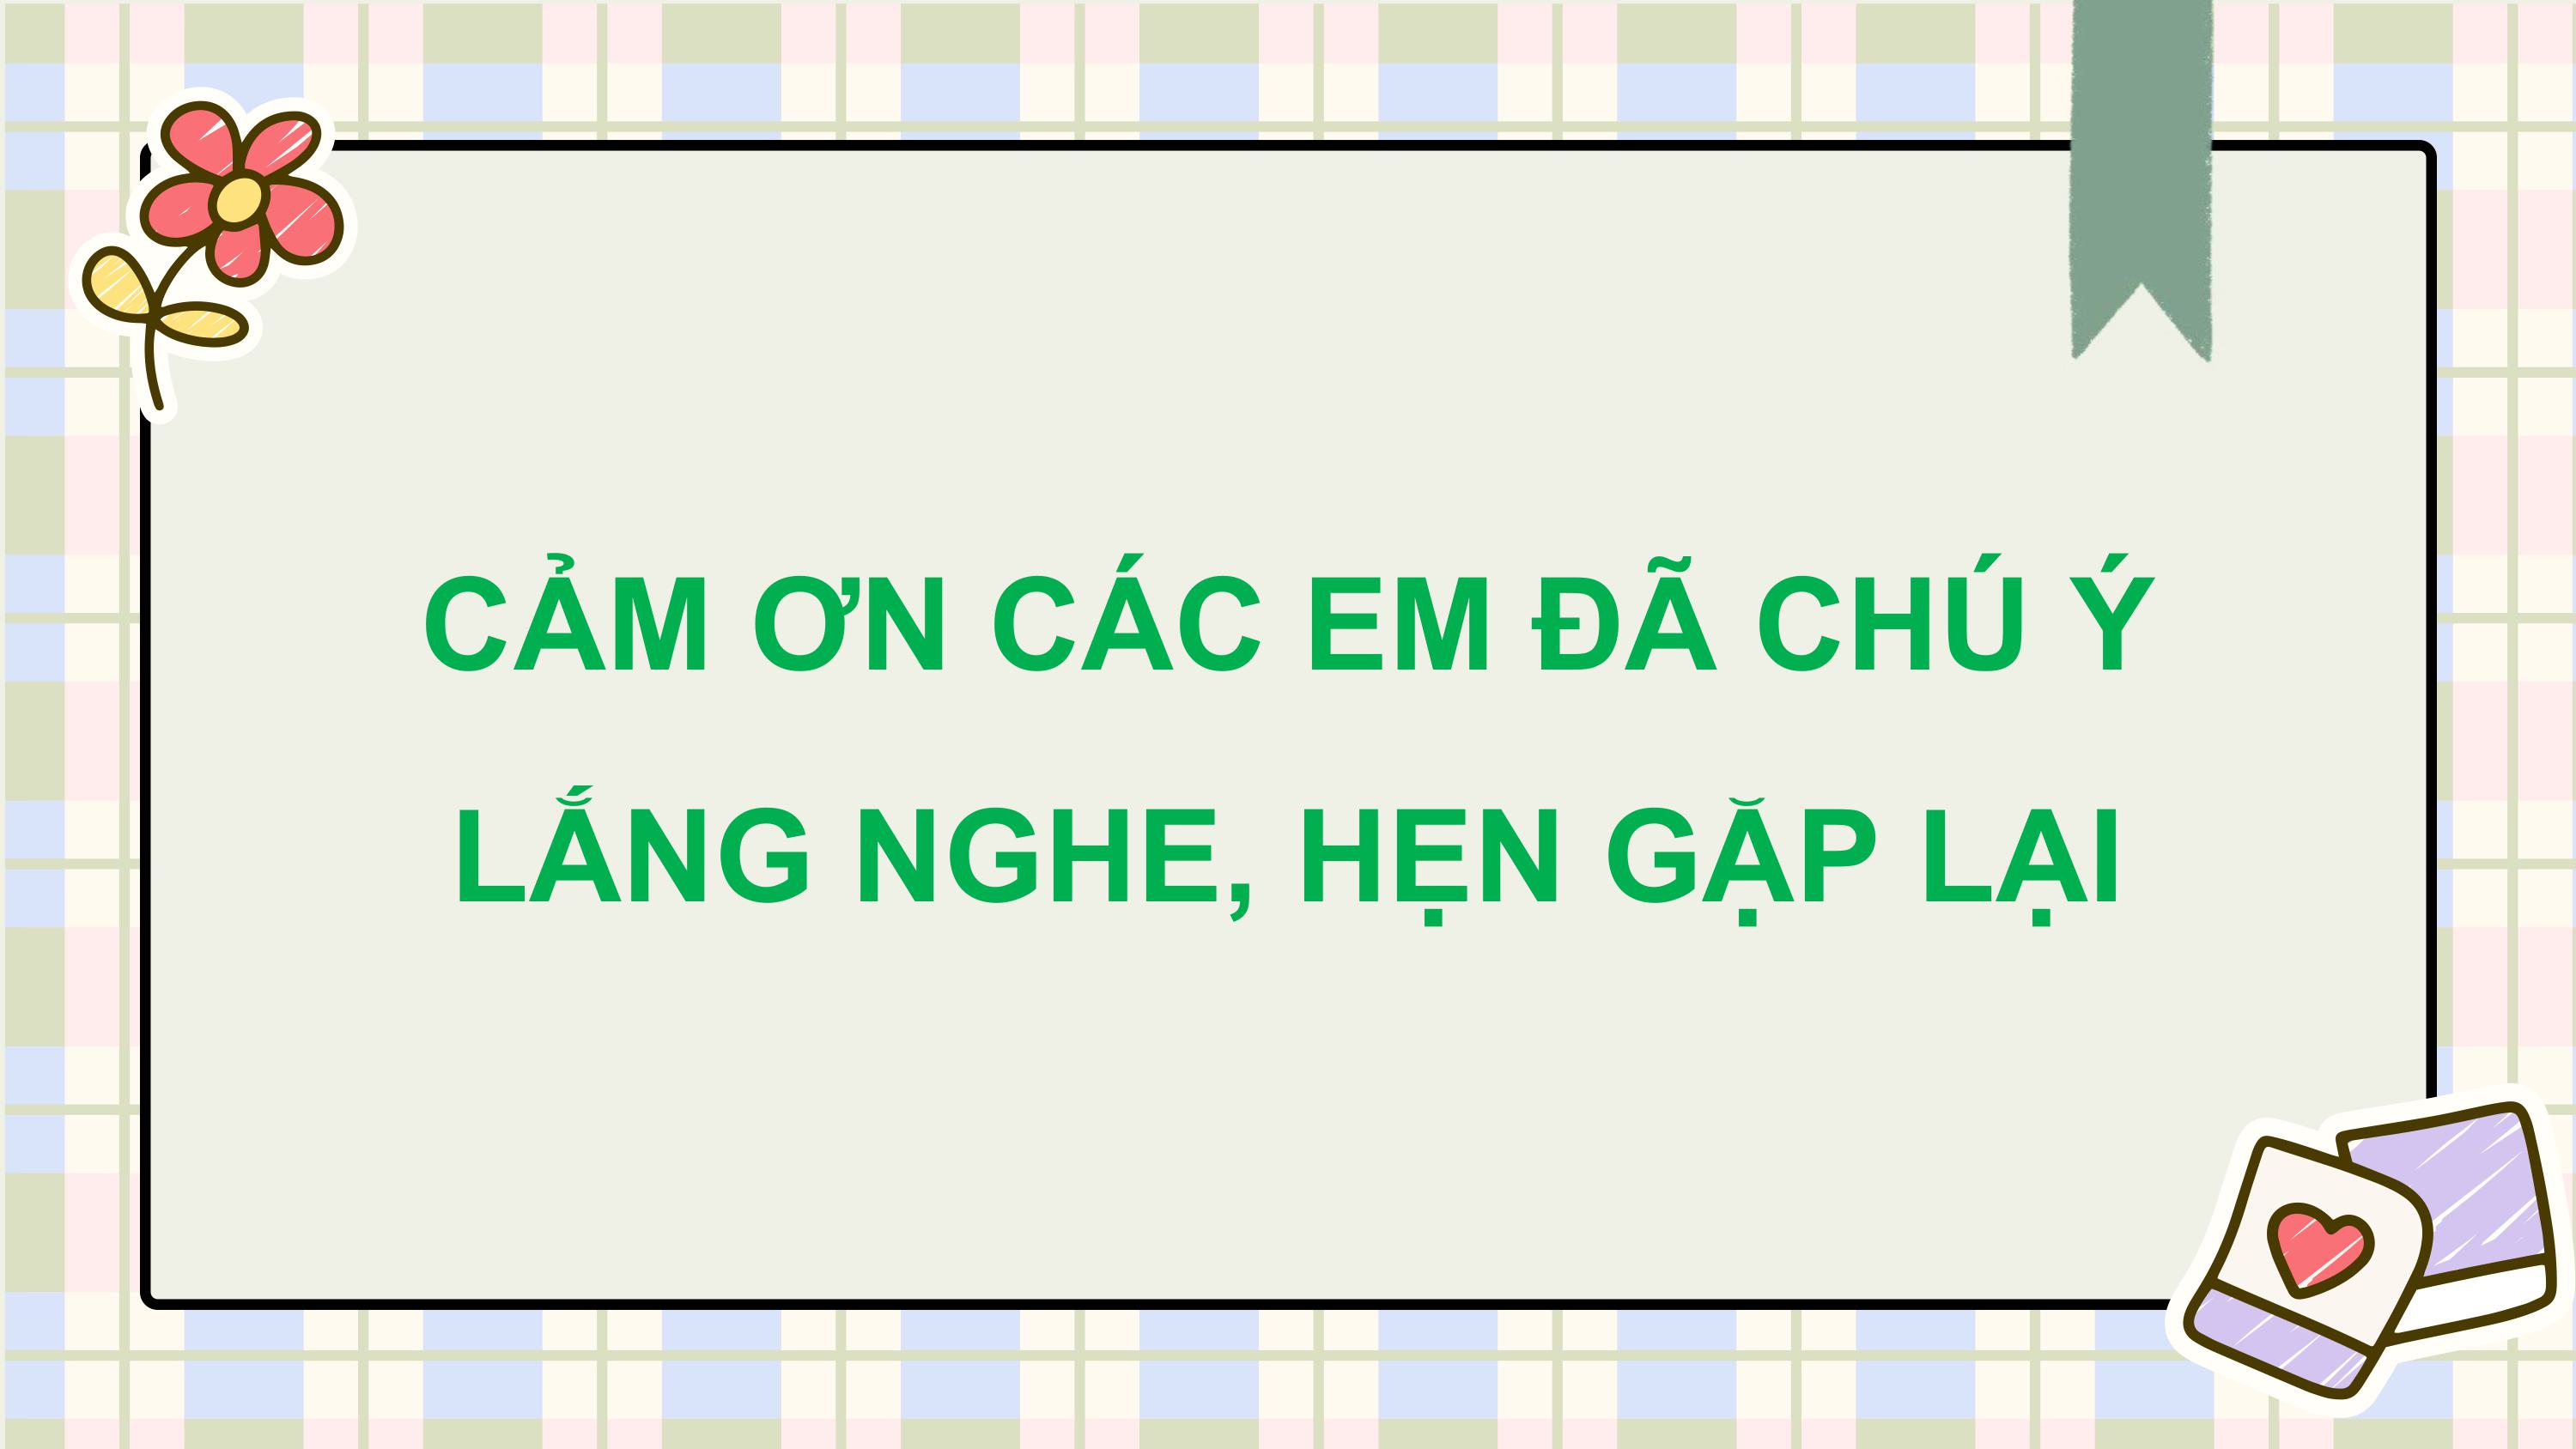 CẢM ƠN CÁC EM ĐÃ CHÚ Ý
LẮNG NGHE, HẸN GẶP LẠI